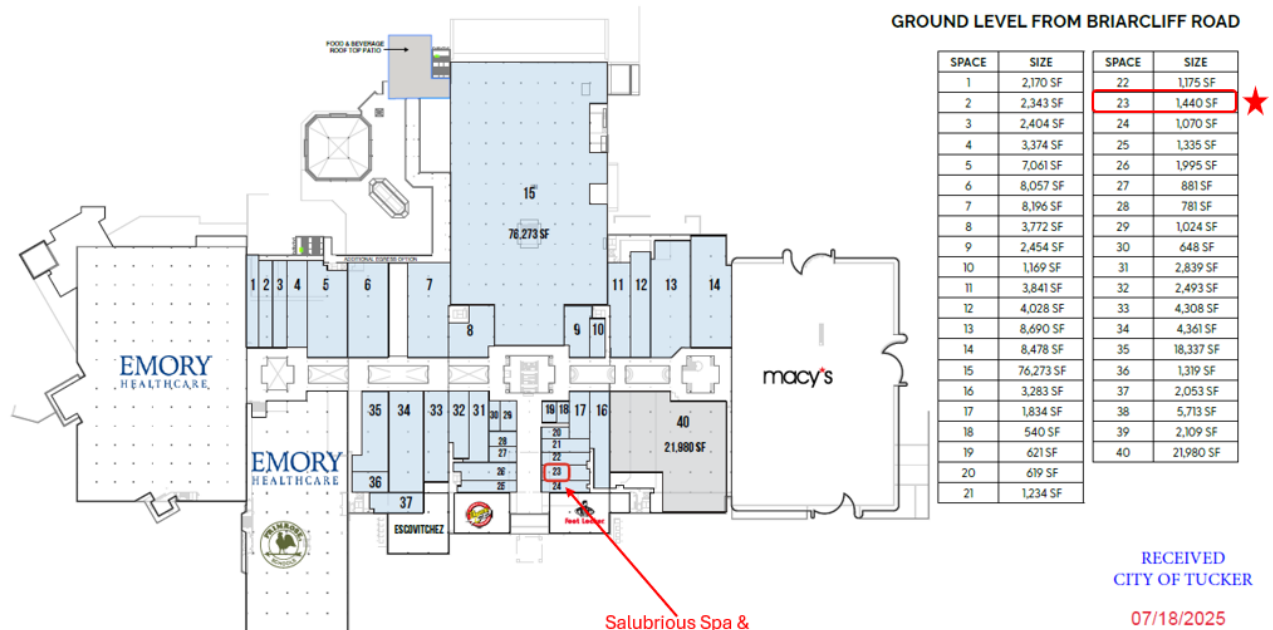 GROUND LEVEL FROM BRIARCLIFF ROAD
FOOD & BEVERAGE
ROOF TOP PATIO
SPACE SIZE SPACE SIZE
1 2,170 SF 22 1,175 SF
2 2,343 SF 23 1,440 SF
3 2,404 SF 24 1,070 SF
4 3,374 SF 25 1,335 SF
5 7,061 SF 26 1,995 SF
6 8,057 SF 27 881 SF
7 8,196 SF 28 781 SF
8 3,772 SF 29 1,024 SF
9 2,454 SF 30 648 SF
10 1,169 SF 31 2,839 SF
11 3,841 SF 32 2,493 SF
12 4,028 SF 33 4,308 SF
13 8,690 SF 34 4,361 SF
14 8,478 SF 35 18,337 SF
15 76,273 SF 36 1,319 SF
16 3,283 SF 37 2,053 SF
17 1,834 SF 38 5,713 SF
18 540 SF 39 2,109 SF
19 621 SF 40 21,980 SF
20 619 SF
21 1,234 SF
15
76,273 SF
ADDITIONAL EGRESS OPTION
1 2 3 4 5 6 7 11 12 13 14
8 9 10
EMORY
HEALTHCARE
macy's
35 34 33 32 31 30 29 19 18 17 16
40
21,980 SF
28 20
27 21
22
26 23
25 24
36
37
EMORY
HEALTHCARE
PRIMROSE
SCHOOLS
ESCOVITCHEZ
Foot Locker
Salubrious Spa &
RECEIVED
CITY OF TUCKER
07/18/2025